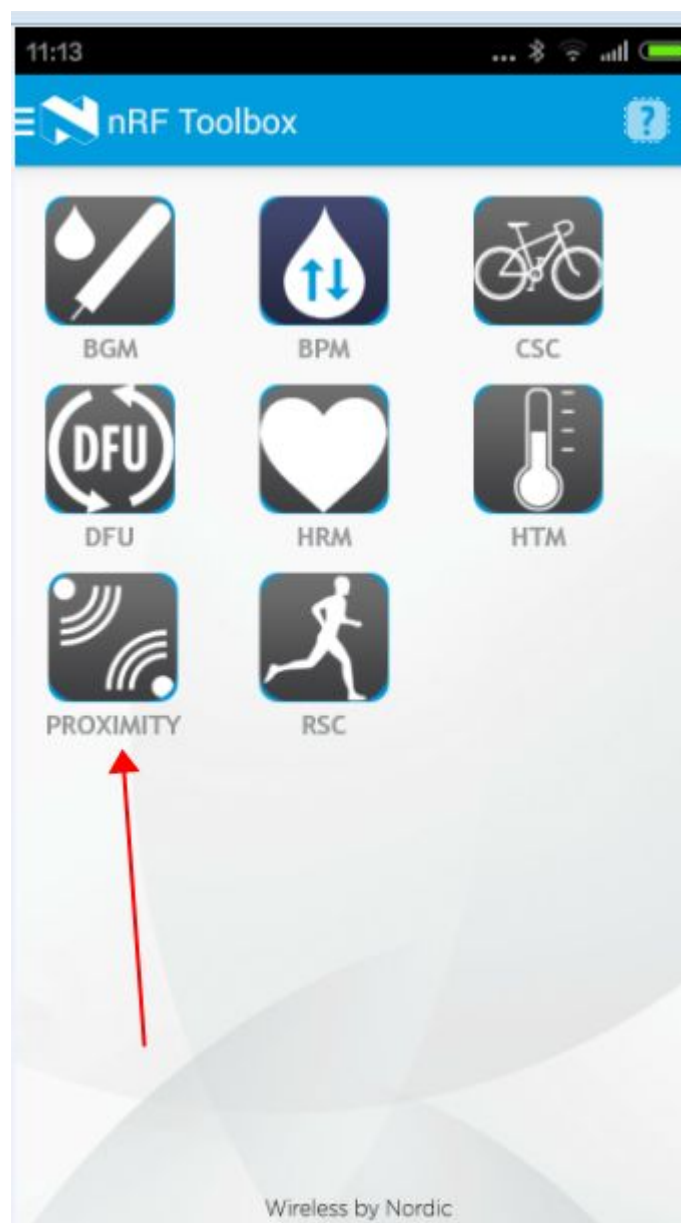 11:13
nRF Toolbox
?
BGM BPM CSC
DFU
DFU HRM HTM
PROXIMITY RSC
Wireless by Nordic